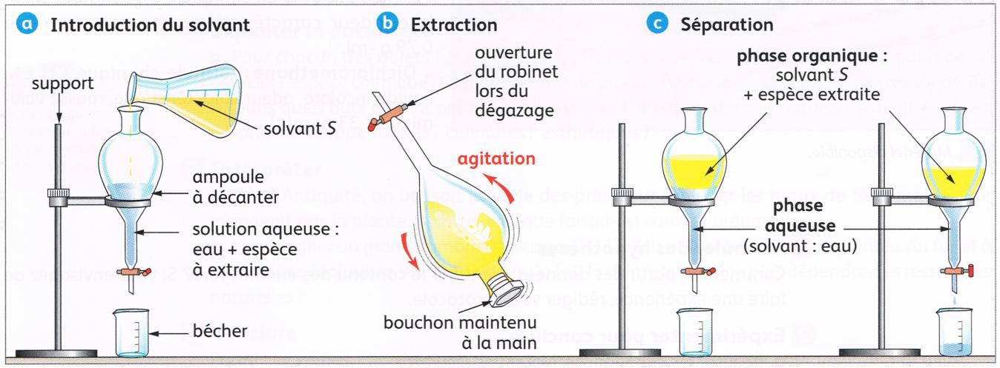 a Introduction du solvant
support
solvant S
ampoule
à décanter
solution aqueuse :
eau + espèce
à extraire
bécher
b Extraction
ouverture
du robinet
lors du
dégazage
agitation
bouchon maintenu
à la main
c Séparation
phase organique :
solvant S
+ espèce extraite
phase
aqueuse
(solvant : eau)